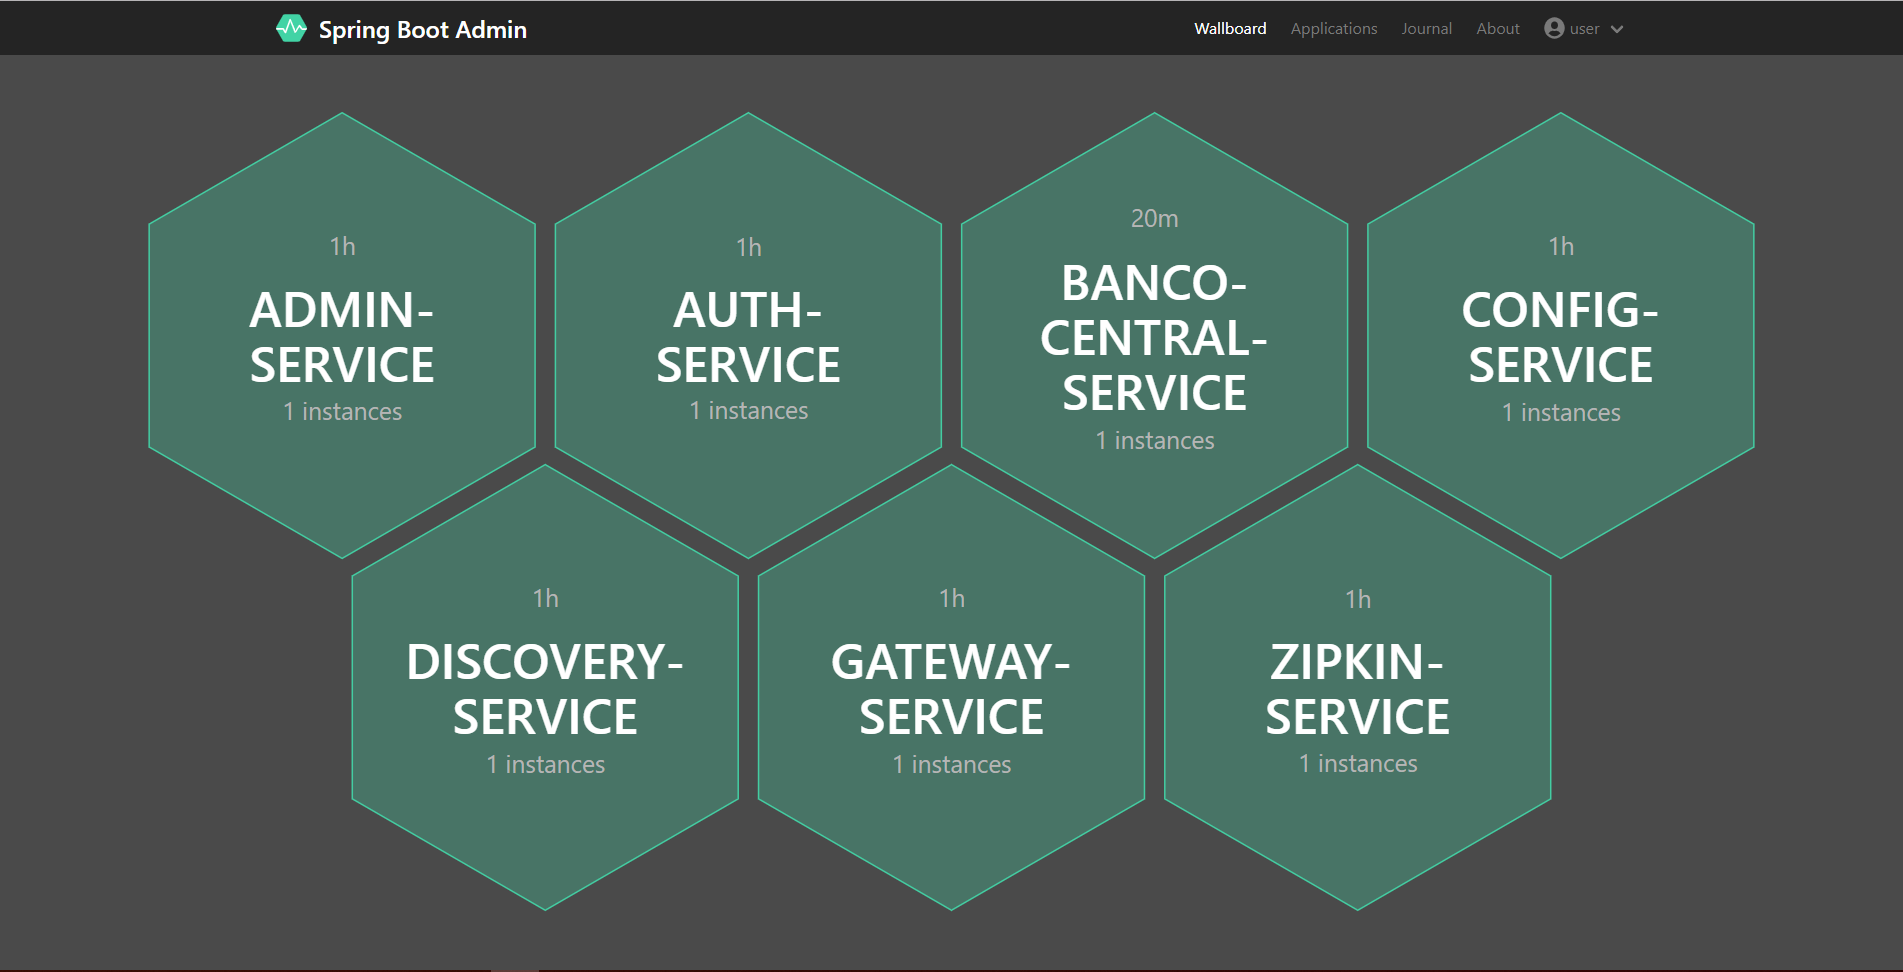 Spring Boot Admin
Wallboard Applications Journal About user
1h
ADMIN-
SERVICE
1 instances
1h
AUTH-
SERVICE
1 instances
20m
BANCO-
CENTRAL-
SERVICE
1 instances
1h
CONFIG-
SERVICE
1 instances
1h
DISCOVERY-
SERVICE
1 instances
1h
GATEWAY-
SERVICE
1 instances
1h
ZIPKIN-
SERVICE
1 instances